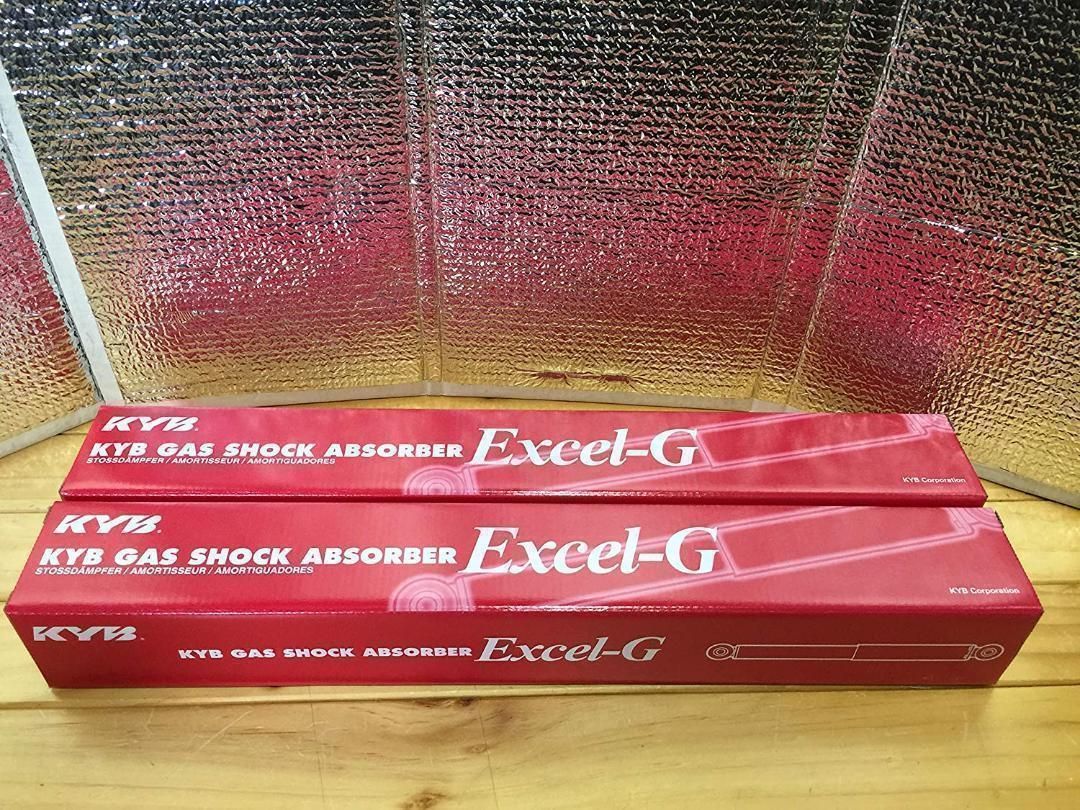 KYB
KYB GAS SHOCK ABSORBER Excel-G
STOSSDÄMPFER / AMORTISSEUR / AMORTIGUADORES
KYB Corporation
KYB
KYB GAS SHOCK ABSORBER Excel-G
STOSSDÄMPFER / AMORTISSEUR / AMORTIGUADORES
KYB Corporation
KYB
KYB GAS SHOCK ABSORBER Excel-G